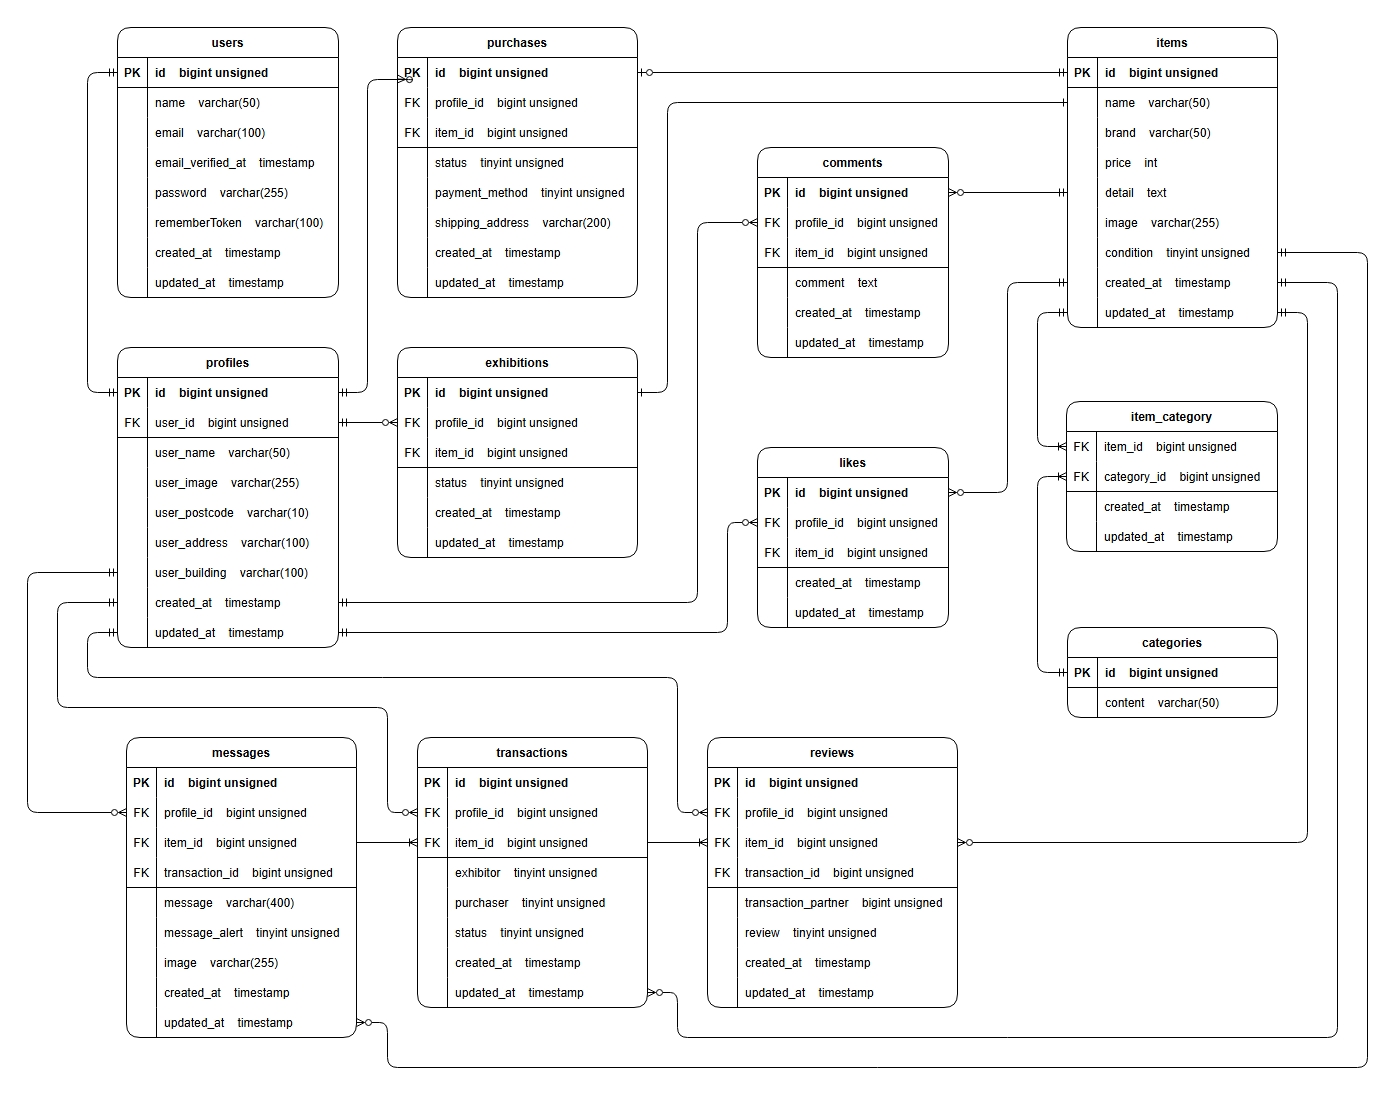 users
PK id bigint unsigned
name varchar(50)
email varchar(100)
email_verified_at timestamp
password varchar(255)
rememberToken varchar(100)
created_at timestamp
updated_at timestamp
purchases
PK id bigint unsigned
FK profile_id bigint unsigned
FK item_id bigint unsigned
status tinyint unsigned
payment_method tinyint unsigned
shipping_address varchar(200)
created_at timestamp
updated_at timestamp
items
PK id bigint unsigned
name varchar(50)
brand varchar(50)
price int
detail text
image varchar(255)
condition tinyint unsigned
created_at timestamp
updated_at timestamp
comments
PK id bigint unsigned
FK profile_id bigint unsigned
FK item_id bigint unsigned
comment text
created_at timestamp
updated_at timestamp
profiles
PK id bigint unsigned
FK user_id bigint unsigned
user_name varchar(50)
user_image varchar(255)
user_postcode varchar(10)
user_address varchar(100)
user_building varchar(100)
created_at timestamp
updated_at timestamp
exhibitions
PK id bigint unsigned
FK profile_id bigint unsigned
FK item_id bigint unsigned
status tinyint unsigned
created_at timestamp
updated_at timestamp
likes
PK id bigint unsigned
FK profile_id bigint unsigned
FK item_id bigint unsigned
created_at timestamp
updated_at timestamp
item_category
FK item_id bigint unsigned
FK category_id bigint unsigned
created_at timestamp
updated_at timestamp
categories
PK id bigint unsigned
content varchar(50)
messages
PK id bigint unsigned
FK profile_id bigint unsigned
FK item_id bigint unsigned
FK transaction_id bigint unsigned
message varchar(400)
message_alert tinyint unsigned
image varchar(255)
created_at timestamp
updated_at timestamp
transactions
PK id bigint unsigned
FK profile_id bigint unsigned
FK item_id bigint unsigned
exhibitor tinyint unsigned
purchaser tinyint unsigned
status tinyint unsigned
created_at timestamp
updated_at timestamp
reviews
PK id bigint unsigned
FK profile_id bigint unsigned
FK item_id bigint unsigned
FK transaction_id bigint unsigned
transaction_partner bigint unsigned
review tinyint unsigned
created_at timestamp
updated_at timestamp